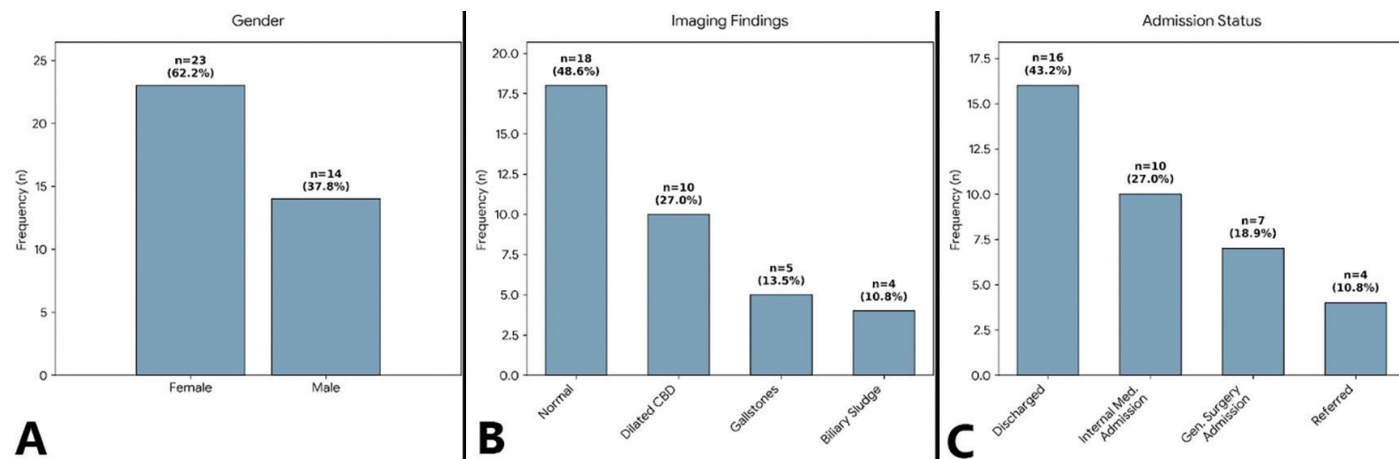 Gender
Frequency (n)
25
20
15
10
5
0
n=23
(62.2%)
n=14
(37.8%)
Female
Male
A
Imaging Findings
Frequency (n)
20.0
17.5
15.0
12.5
10.0
7.5
5.0
2.5
0.0
n=18
(48.6%)
n=10
(27.0%)
n=5
(13.5%)
n=4
(10.8%)
Normal
Dilated CBD
Gallstones
Biliary Sludge
B
Admission Status
Frequency (n)
17.5
15.0
12.5
10.0
7.5
5.0
2.5
0.0
n=16
(43.2%)
n=10
(27.0%)
n=7
(18.9%)
n=4
(10.8%)
Discharged
Internal Med.
Admission
Gen. Surgery
Admission
Referred
C